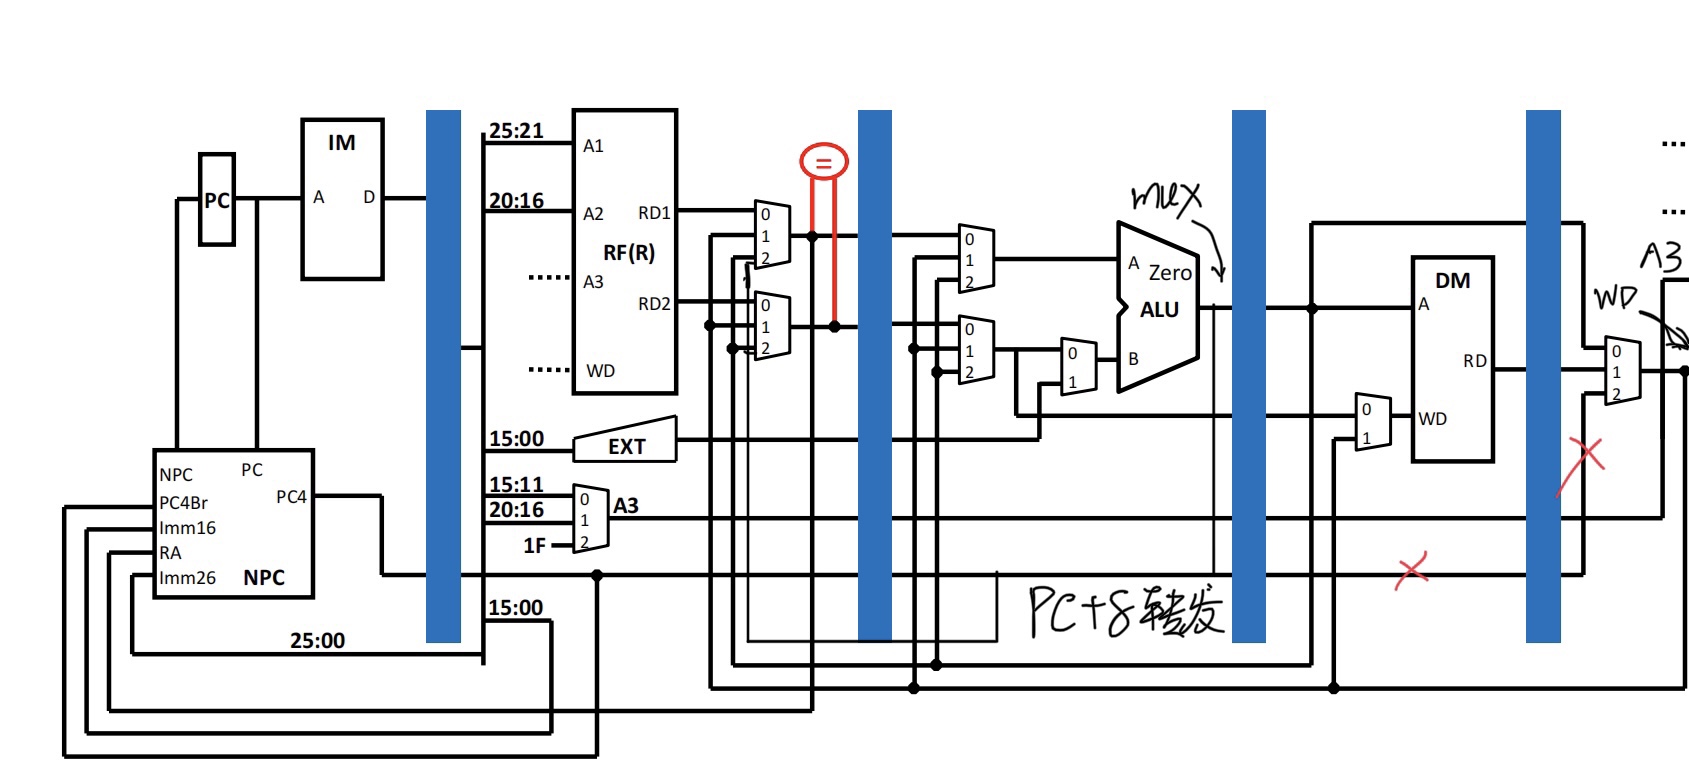 PC
IM
A
D
NPC
PC
PC4Br
PC4
Imm16
RA
Imm26
NPC
25:00
25:21
20:16
A1
A2
RD1
RF(R)
A3
RD2
WD
15:00
EXT
15:11
20:16
1F
0
1
2
A3
15:00
0
1
2
0
1
2
=
0
1
2
0
1
2
0
1
A
Zero
ALU
B
mux
PC+8转发
0
1
DM
A
RD
WD
0
1
2
A3
WD